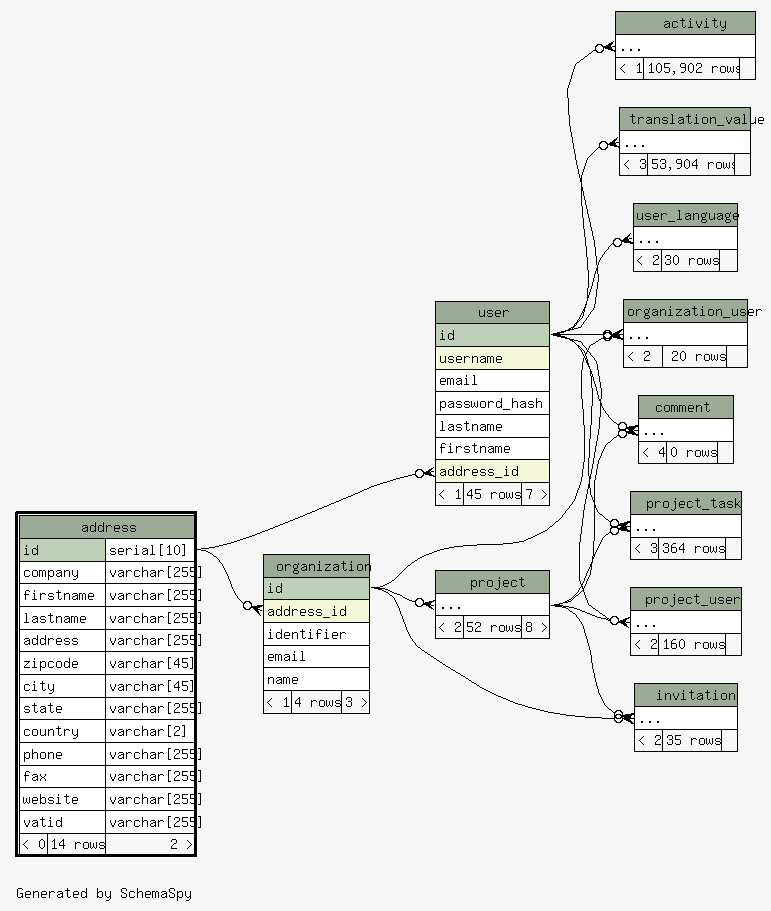 activity
...
< 1 105,902 rows
translation_value
...
< 3 53,904 rows
user_language
...
< 2 30 rows
organization_user
...
< 2 20 rows
comment
...
< 4 0 rows
project_task
...
< 3 364 rows
project_user
...
< 2 160 rows
invitation
...
< 2 35 rows
user
id
username
email
password_hash
lastname
firstname
address_id
< 1 45 rows 7 >
project
...
< 2 52 rows 8 >
organization
id
address_id
identifier
email
name
< 1 4 rows 3 >
address
id serial[10]
company varchar[255]
firstname varchar[255]
lastname varchar[255]
address varchar[255]
zipcode varchar[45]
city varchar[45]
state varchar[255]
country varchar[2]
phone varchar[255]
fax varchar[255]
website varchar[255]
vatid varchar[255]
< 0 14 rows 2 >
Generated by SchemaSpy